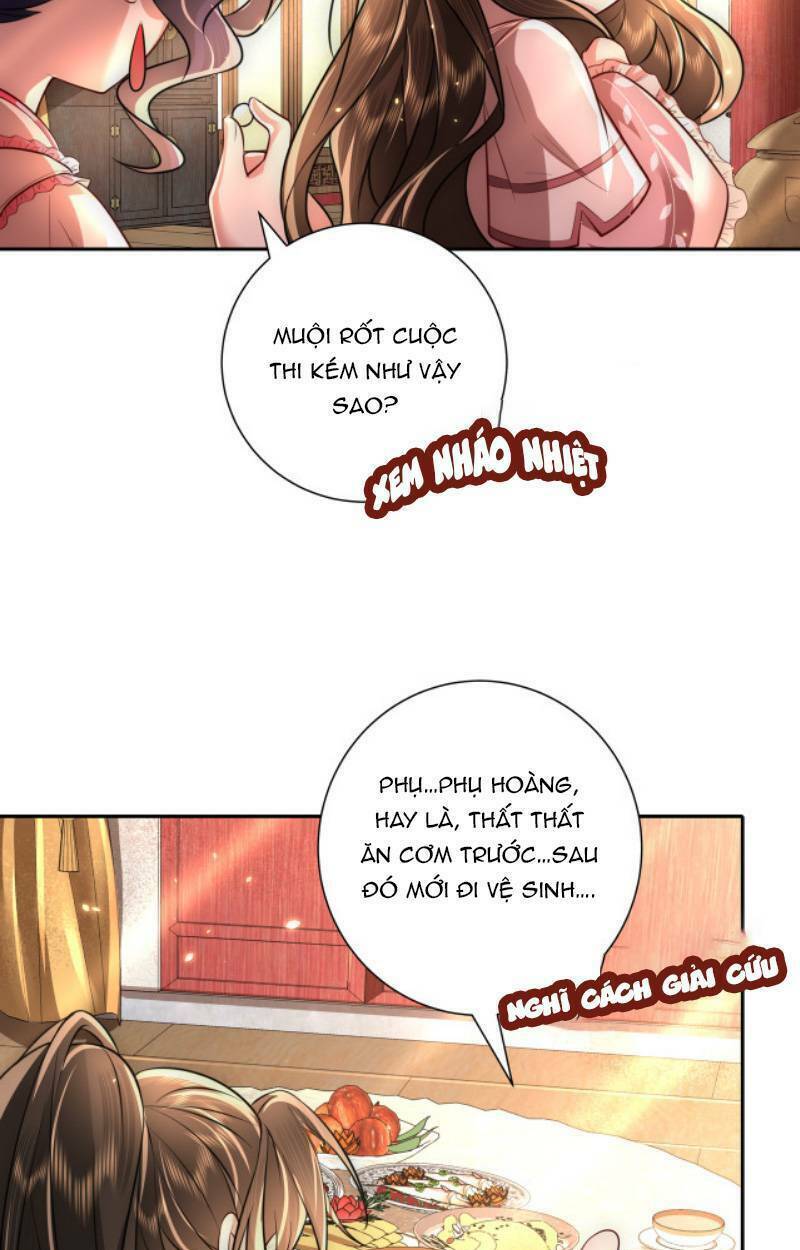 MUỘI RỐT CUỘC
THI KÉM NHƯ VẬY
SAO?
XEM NHÁO NHIỆT
PHỤ...PHỤ HOÀNG,
HAY LÀ, THẤT THẤT
ĂN CƠM TRƯỚC...SAU
ĐÓ MỚI ĐI VỆ SINH....
NGHĨ CÁCH GIẢI CỨU